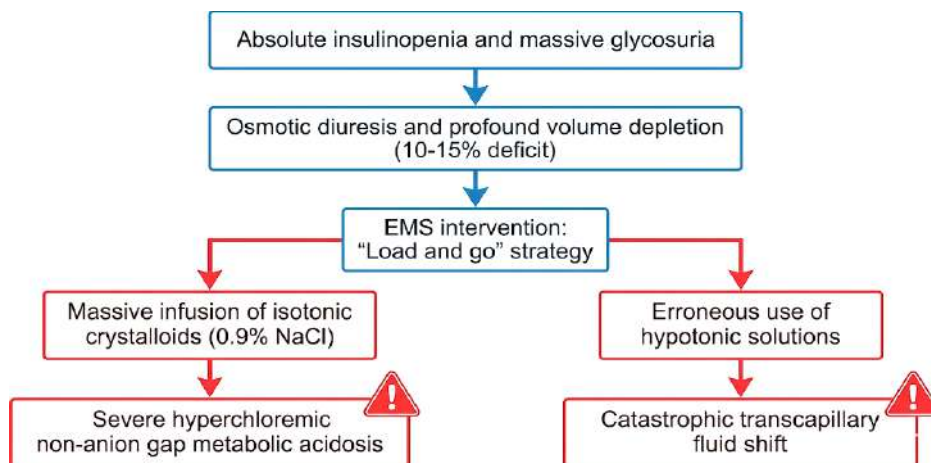 Absolute insulinopenia and massive glycosuria
Osmotic diuresis and profound volume depletion
(10-15% deficit)
EMS intervention:
“Load and go” strategy
Massive infusion of isotonic
crystalloids (0.9% NaCl)
Erroneous use of
hypotonic solutions
Severe hyperchloremic
non-anion gap metabolic acidosis
Catastrophic transcapillary
fluid shift